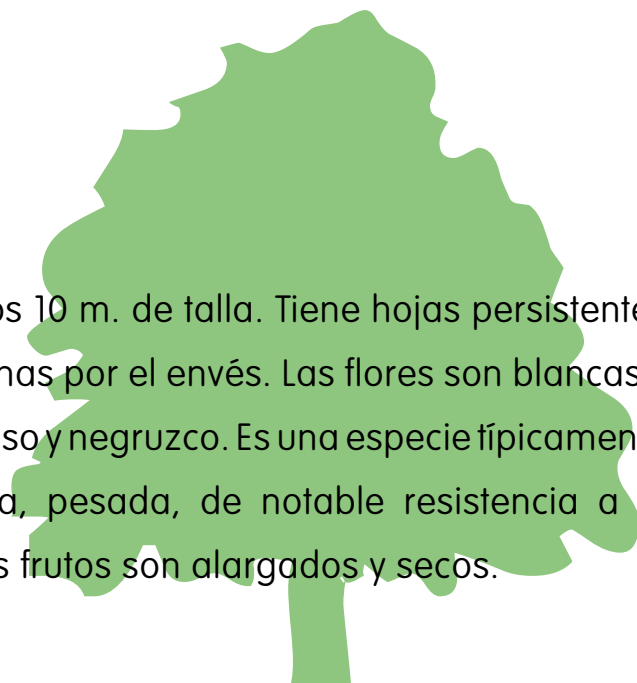 os 10 m. de talla. Tiene hojas persistente
nas por el envés. Las flores son blancas
so y negruzco. Es una especie típicamen
a, pesada, de notable resistencia a
s frutos son alargados y secos.